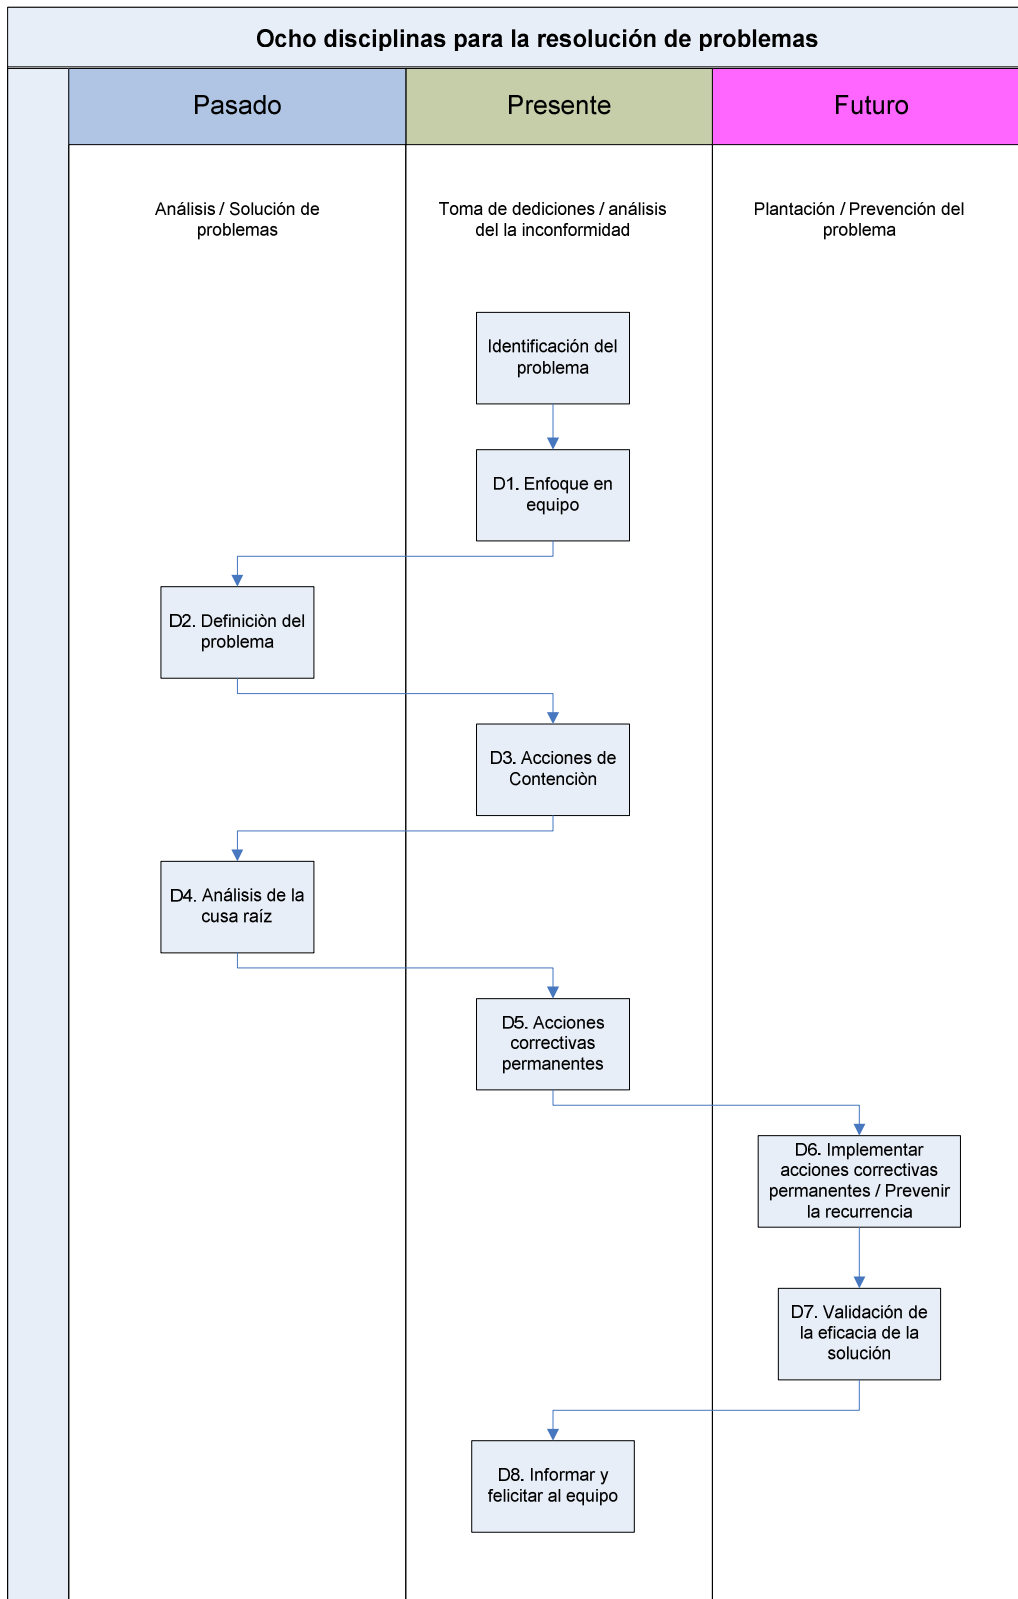 Ocho disciplinas para la resolución de problemas
Pasado
Presente
Futuro
Análisis / Solución de
problemas
Toma de dediciones / análisis
del la inconformidad
Plantación / Prevención del
problema
Identificación del
problema
D1. Enfoque en
equipo
D2. Definiciòn del
problema
D3. Acciones de
Contenciòn
D4. Análisis de la
cusa raíz
D5. Acciones
correctivas
permanentes
D6. Implementar
acciones correctivas
permanentes / Prevenir
la recurrencia
D7. Validación de
la eficacia de la
solución
D8. Informar y
felicitar al equipo